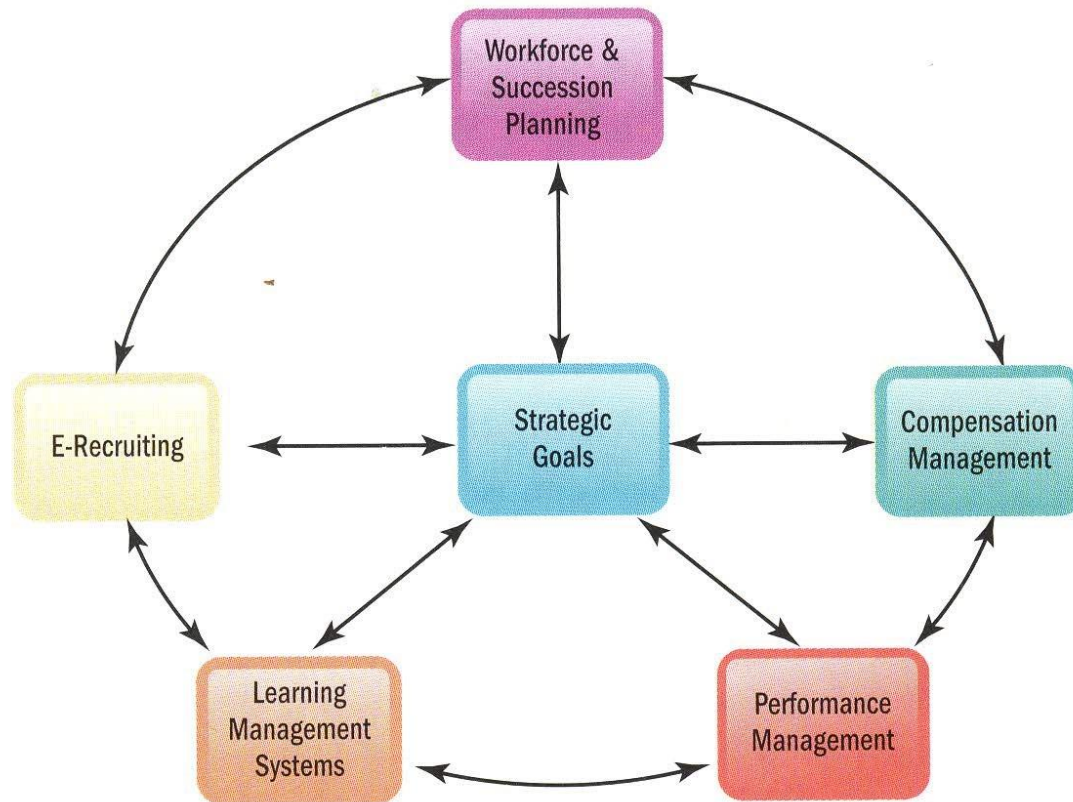 Workforce &
Succession
Planning
E-Recruiting
Strategic
Goals
Compensation
Management
Learning
Management
Systems
Performance
Management